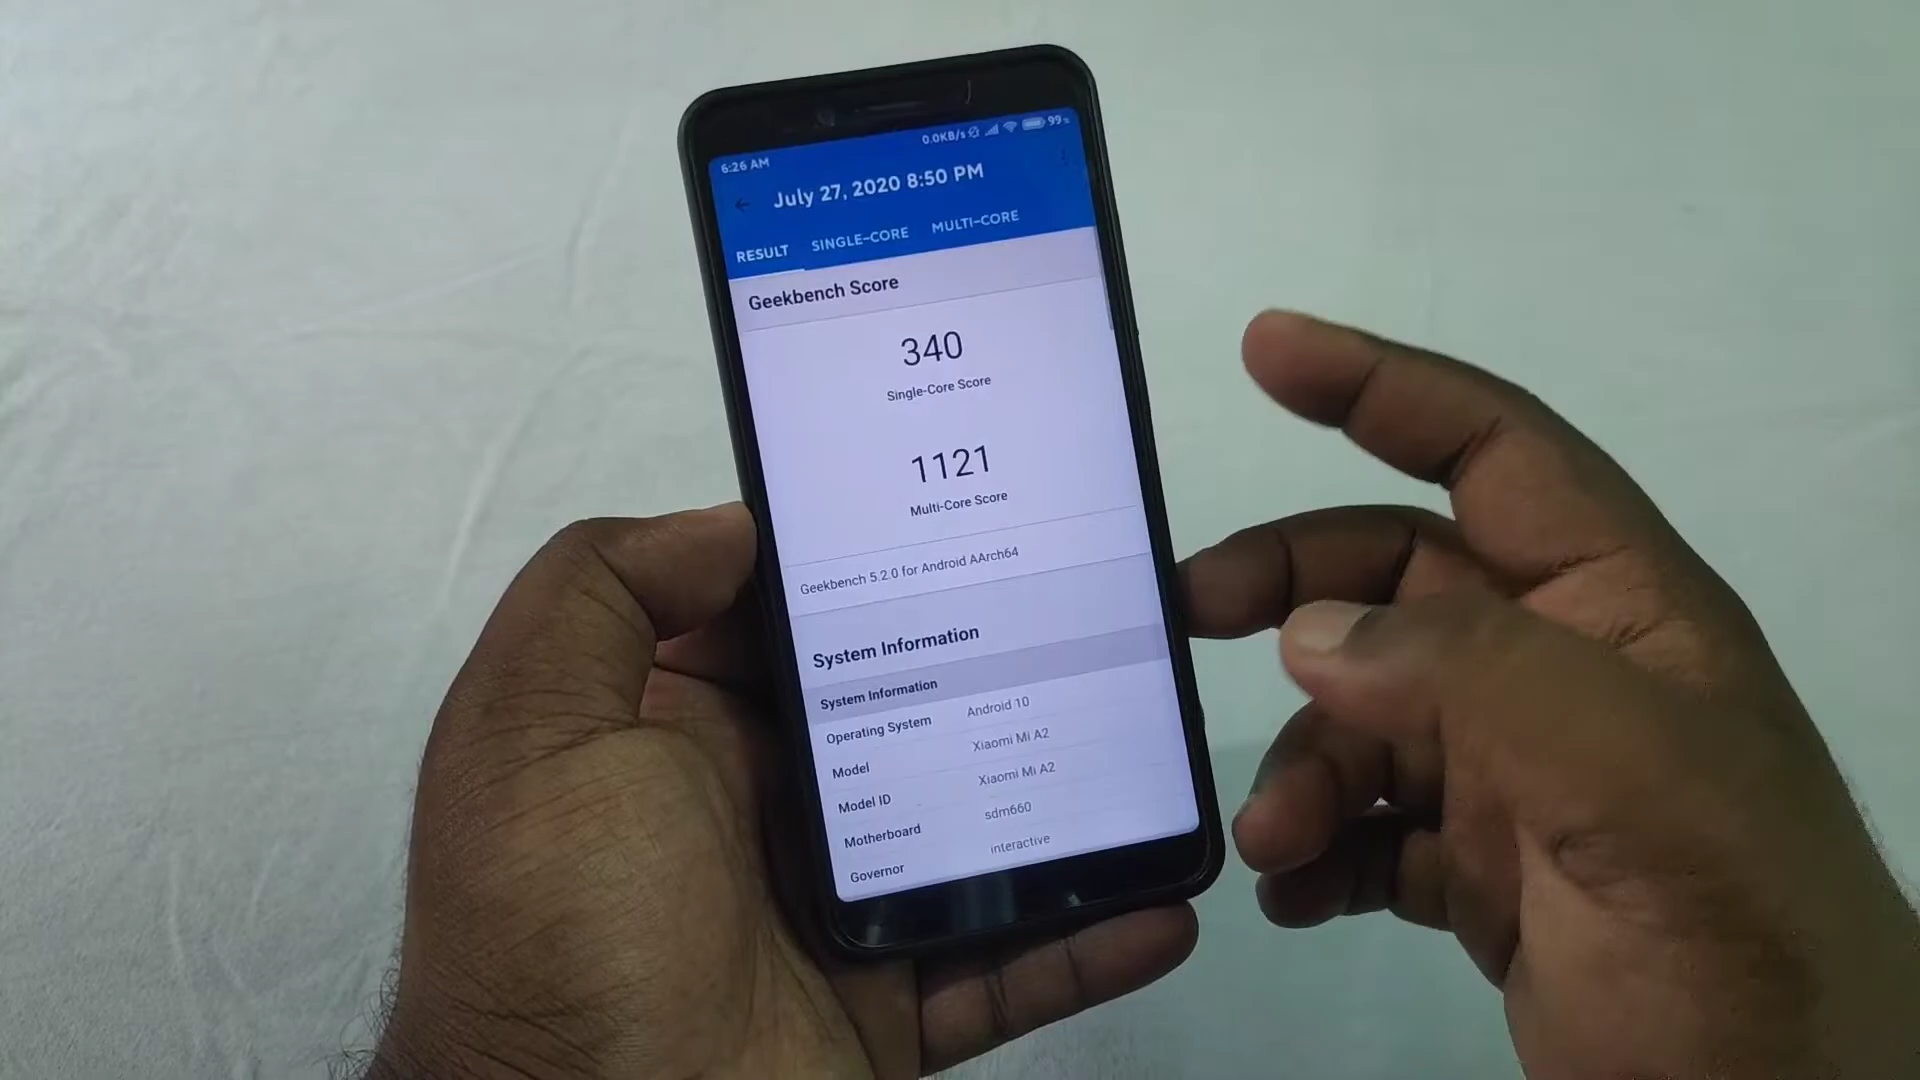 6:26 AM 0.0KB/s 99%
July 27, 2020 8:50 PM
RESULT SINGLE-CORE MULTI-CORE
Geekbench Score
340
Single-Core Score
1121
Multi-Core Score
Geekbench 5.2.0 for Android AArch64
System Information
System Information
Operating System Android 10
Model Xiaomi Mi A2
Model ID Xiaomi Mi A2
Motherboard sdm660
Governor interactive